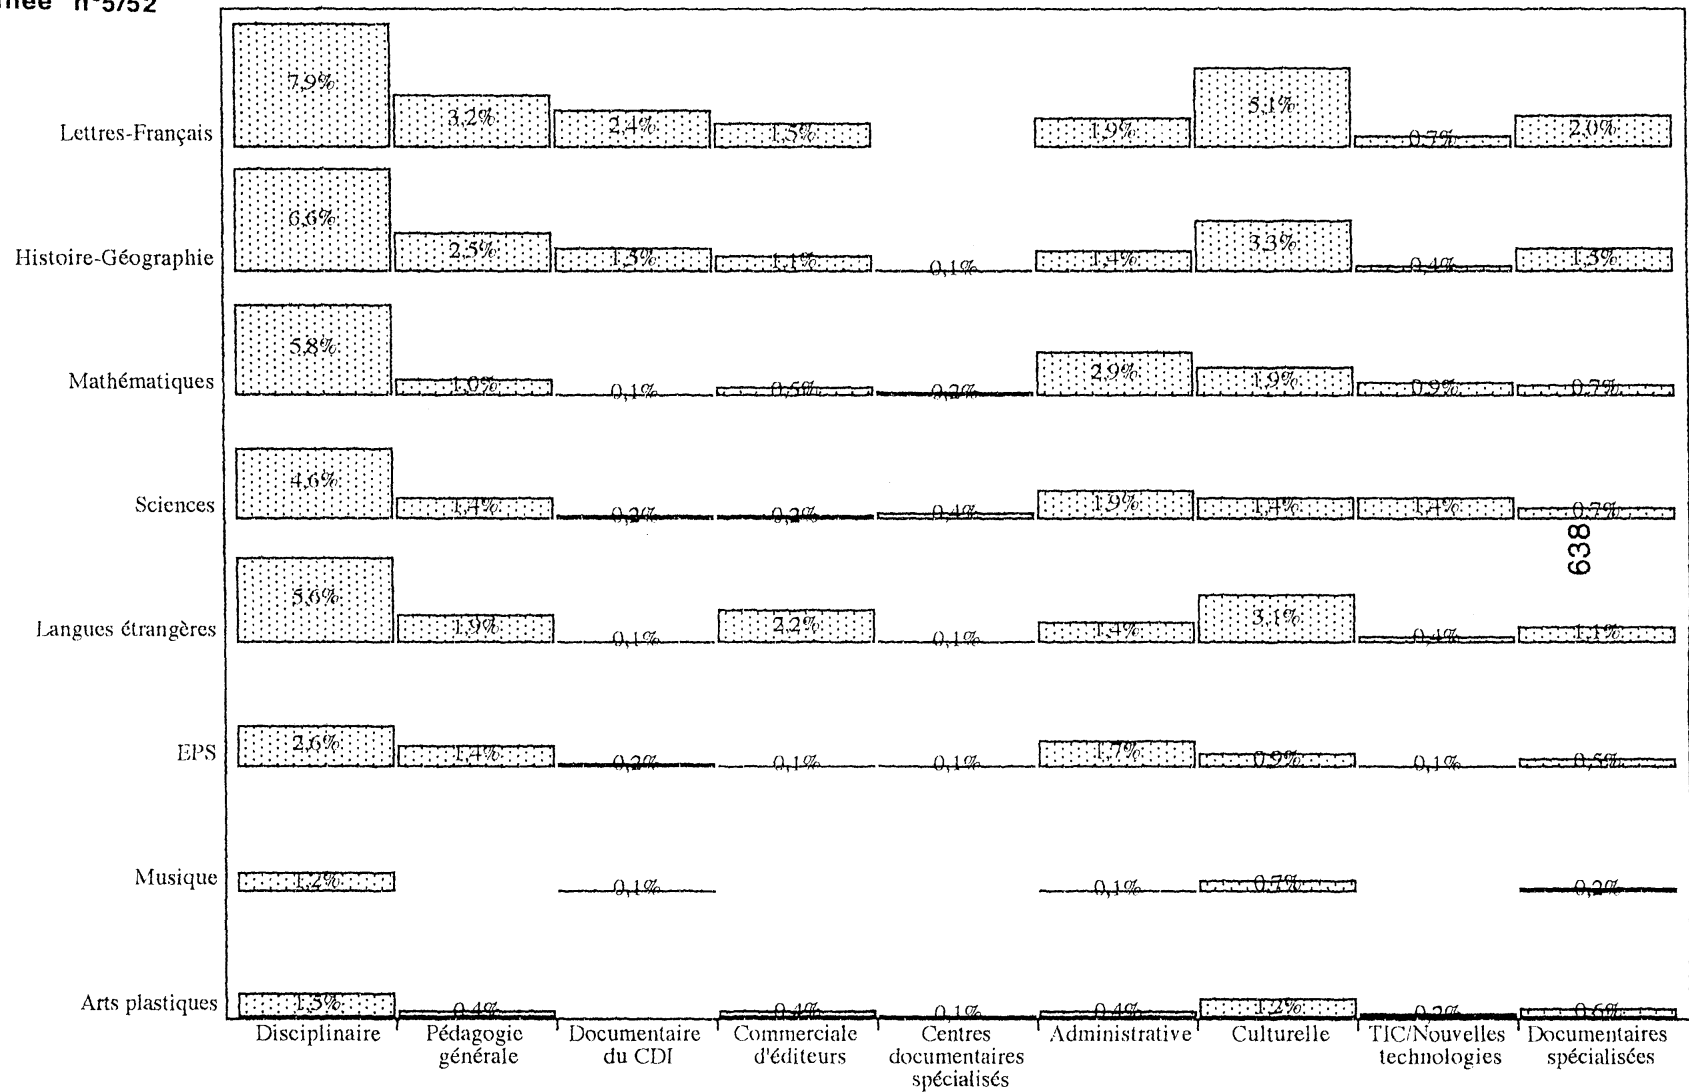 n°5/52
7,9% 3,2% 2,4% 1,5% 1,9% 5,1% 0,7% 2,0%
Lettres-Français
6,6% 2,5% 1,5% 1,1% 0,1% 1,4% 3,3% 0,4% 1,5%
Histoire-Géographie
5,8% 1,0% 0,1% 0,5% 0,2% 2,9% 1,9% 0,9% 0,7%
Mathématiques
4,6% 1,4% 0,2% 0,2% 0,4% 1,9% 1,4% 1,4% 0,7%
Sciences
638
5,6% 1,9% 0,1% 2,2% 0,1% 1,4% 3,1% 0,4% 1,1%
Langues étrangères
2,6% 1,4% 0,2% 0,1% 0,1% 1,7% 0,9% 0,1% 0,5%
EPS
Musique 1,2% 0,1% 0,1% 0,7% 0,2%
Arts plastiques 1,5% 0,4% 0,4% 0,1% 0,4% 1,2% 0,2% 0,6%
Disciplinaire
Pédagogie
générale
Documentaire
du CDI
Commerciale
d'éditeurs
Centres
documentaires
spécialisés
Administrative
Culturelle
TIC/Nouvelles
technologies
Documentaires
spécialisées